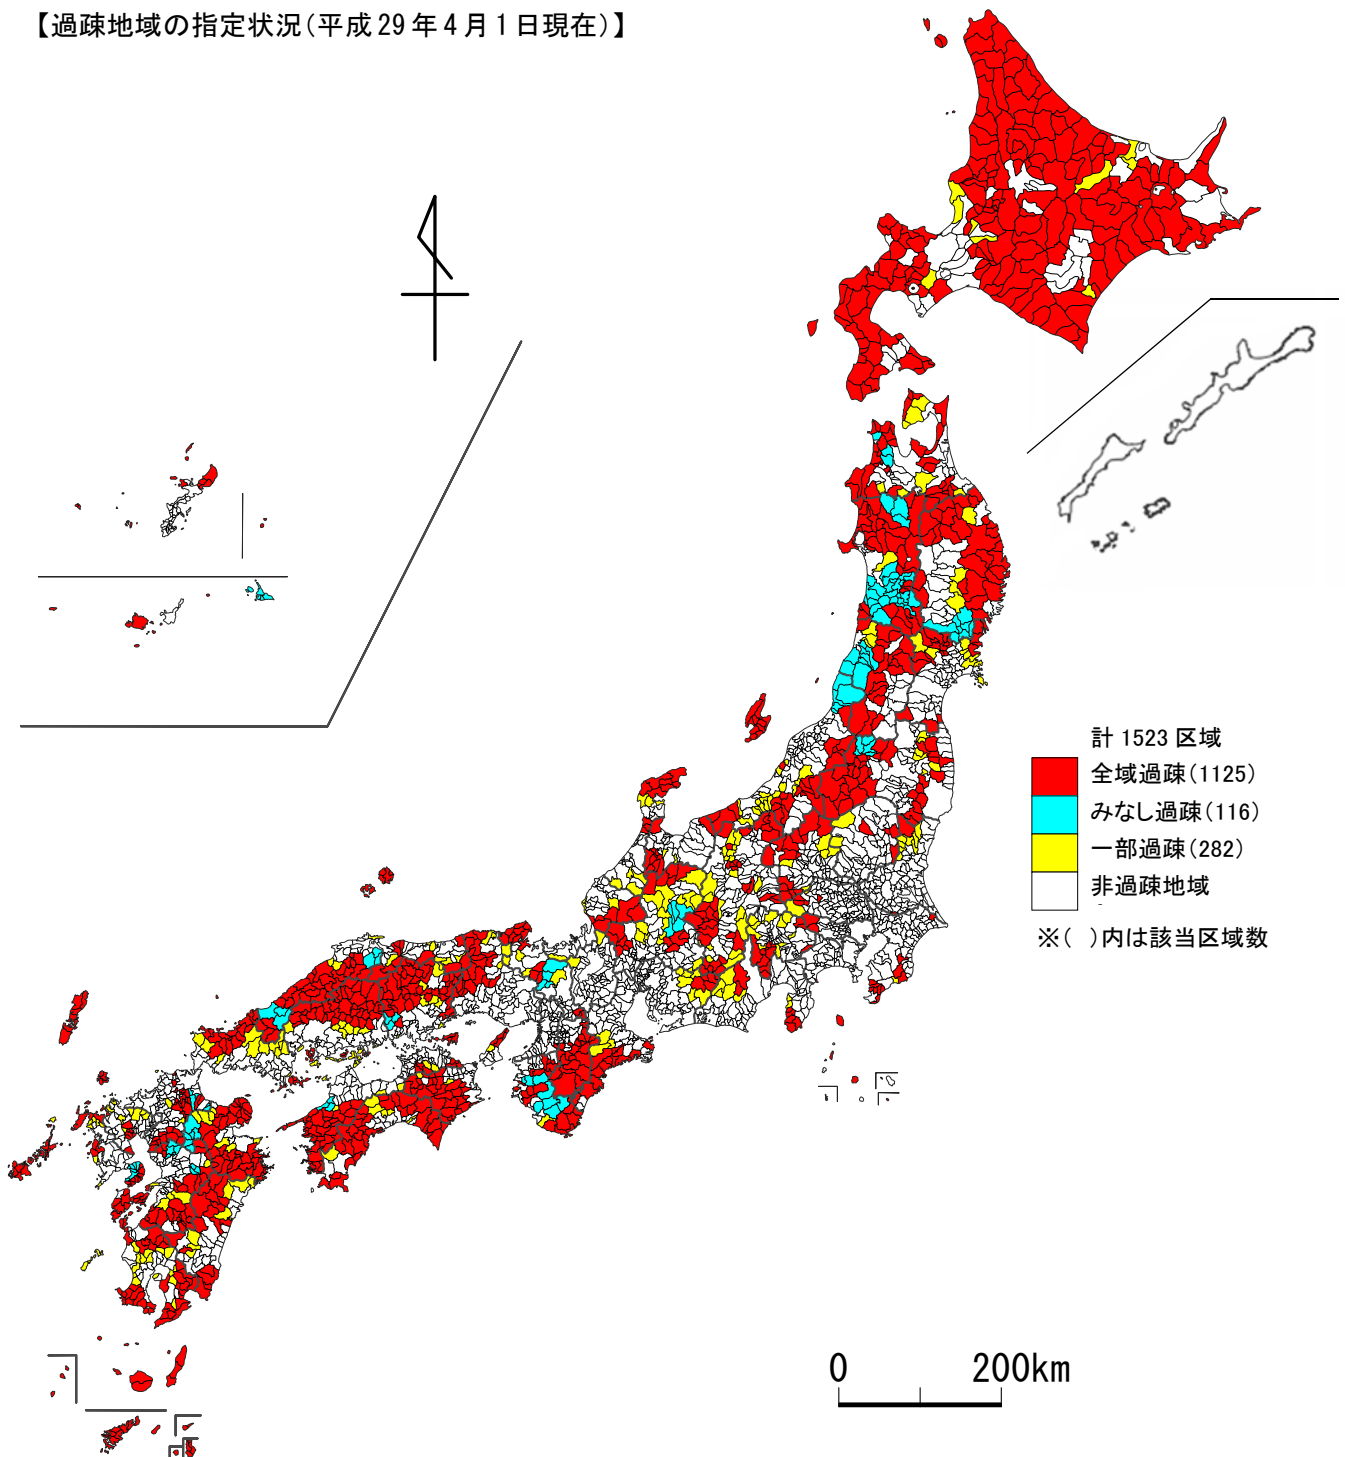 【過疎地域の指定状況(平成29年4月1日現在)】
計 1523 区域
全域過疎(1125)
みなし過疎(116)
一部過疎(282)
非過疎地域
※( )内は該当区域数
0 200km